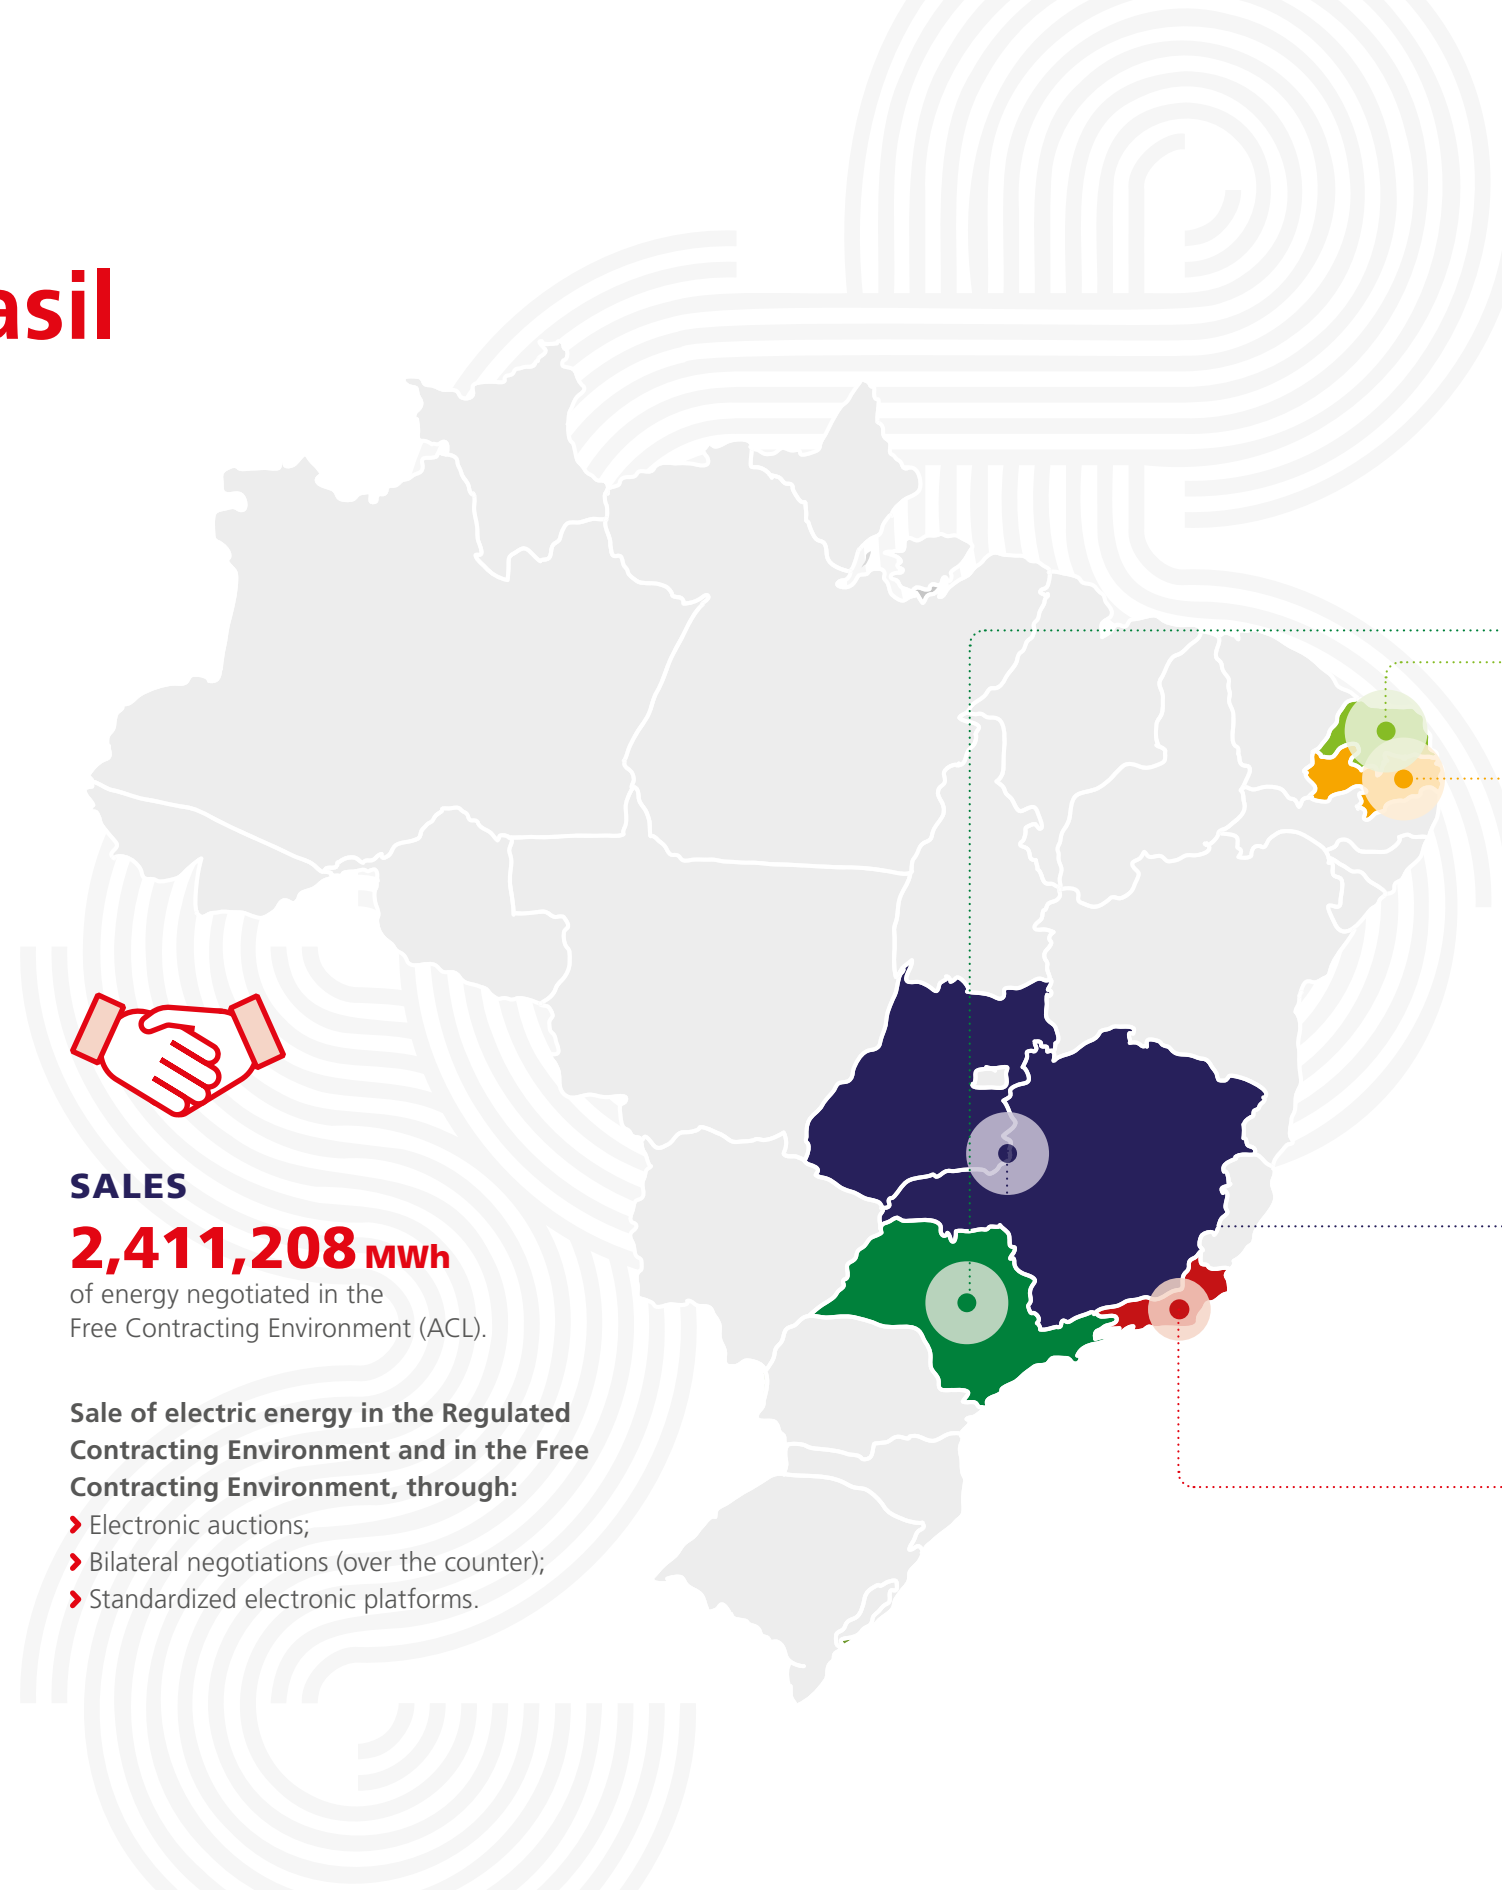 asil
SALES
2,411,208 MWh
of energy negotiated in the
Free Contracting Environment (ACL).
Sale of electric energy in the Regulated
Contracting Environment and in the Free
Contracting Environment, through:
Electronic auctions;
Bilateral negotiations (over the counter);
Standardized electronic platforms.